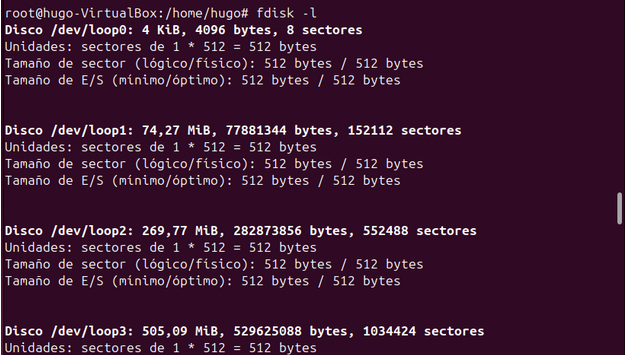 root@hugo-VirtualBox:/home/hugo# fdisk -l
Disco /dev/loop0: 4 KiB, 4096 bytes, 8 sectores
Unidades: sectores de 1 * 512 = 512 bytes
Tamaño de sector (lógico/físico): 512 bytes / 512 bytes
Tamaño de E/S (mínimo/óptimo): 512 bytes / 512 bytes
Disco /dev/loop1: 74,27 MiB, 77881344 bytes, 152112 sectores
Unidades: sectores de 1 * 512 = 512 bytes
Tamaño de sector (lógico/físico): 512 bytes / 512 bytes
Tamaño de E/S (mínimo/óptimo): 512 bytes / 512 bytes
Disco /dev/loop2: 269,77 MiB, 282873856 bytes, 552488 sectores
Unidades: sectores de 1 * 512 = 512 bytes
Tamaño de sector (lógico/físico): 512 bytes / 512 bytes
Tamaño de E/S (mínimo/óptimo): 512 bytes / 512 bytes
Disco /dev/loop3: 505,09 MiB, 529625088 bytes, 1034424 sectores
Unidades: sectores de 1 * 512 = 512 bytes